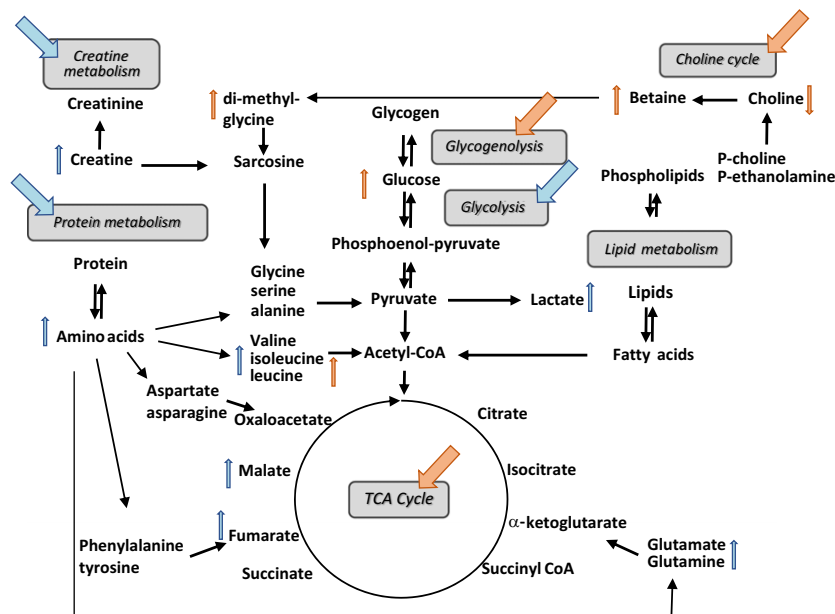 Creatine
metabolism
Choline cycle
Creatinine
di-methyl-
glycine
Glycogen
Betaine
Choline
Glycogenolysis
Creatine
Sarcosine
Glucose
Phospholipids
P-choline
P-ethanolamine
Protein metabolism
Glycolysis
Phosphoenol-pyruvate
Lipid metabolism
Protein
Glycine
serine
alanine
Pyruvate
Lactate
Lipids
Amino acids
Valine
isoleucine
leucine
Acetyl-CoA
Fatty acids
Aspartate
asparagine
Oxaloacetate
Citrate
Malate
Isocitrate
TCA Cycle
Fumarate
α-ketoglutarate
Phenylalanine
tyrosine
Glutamate
Glutamine
Succinate
Succinyl CoA